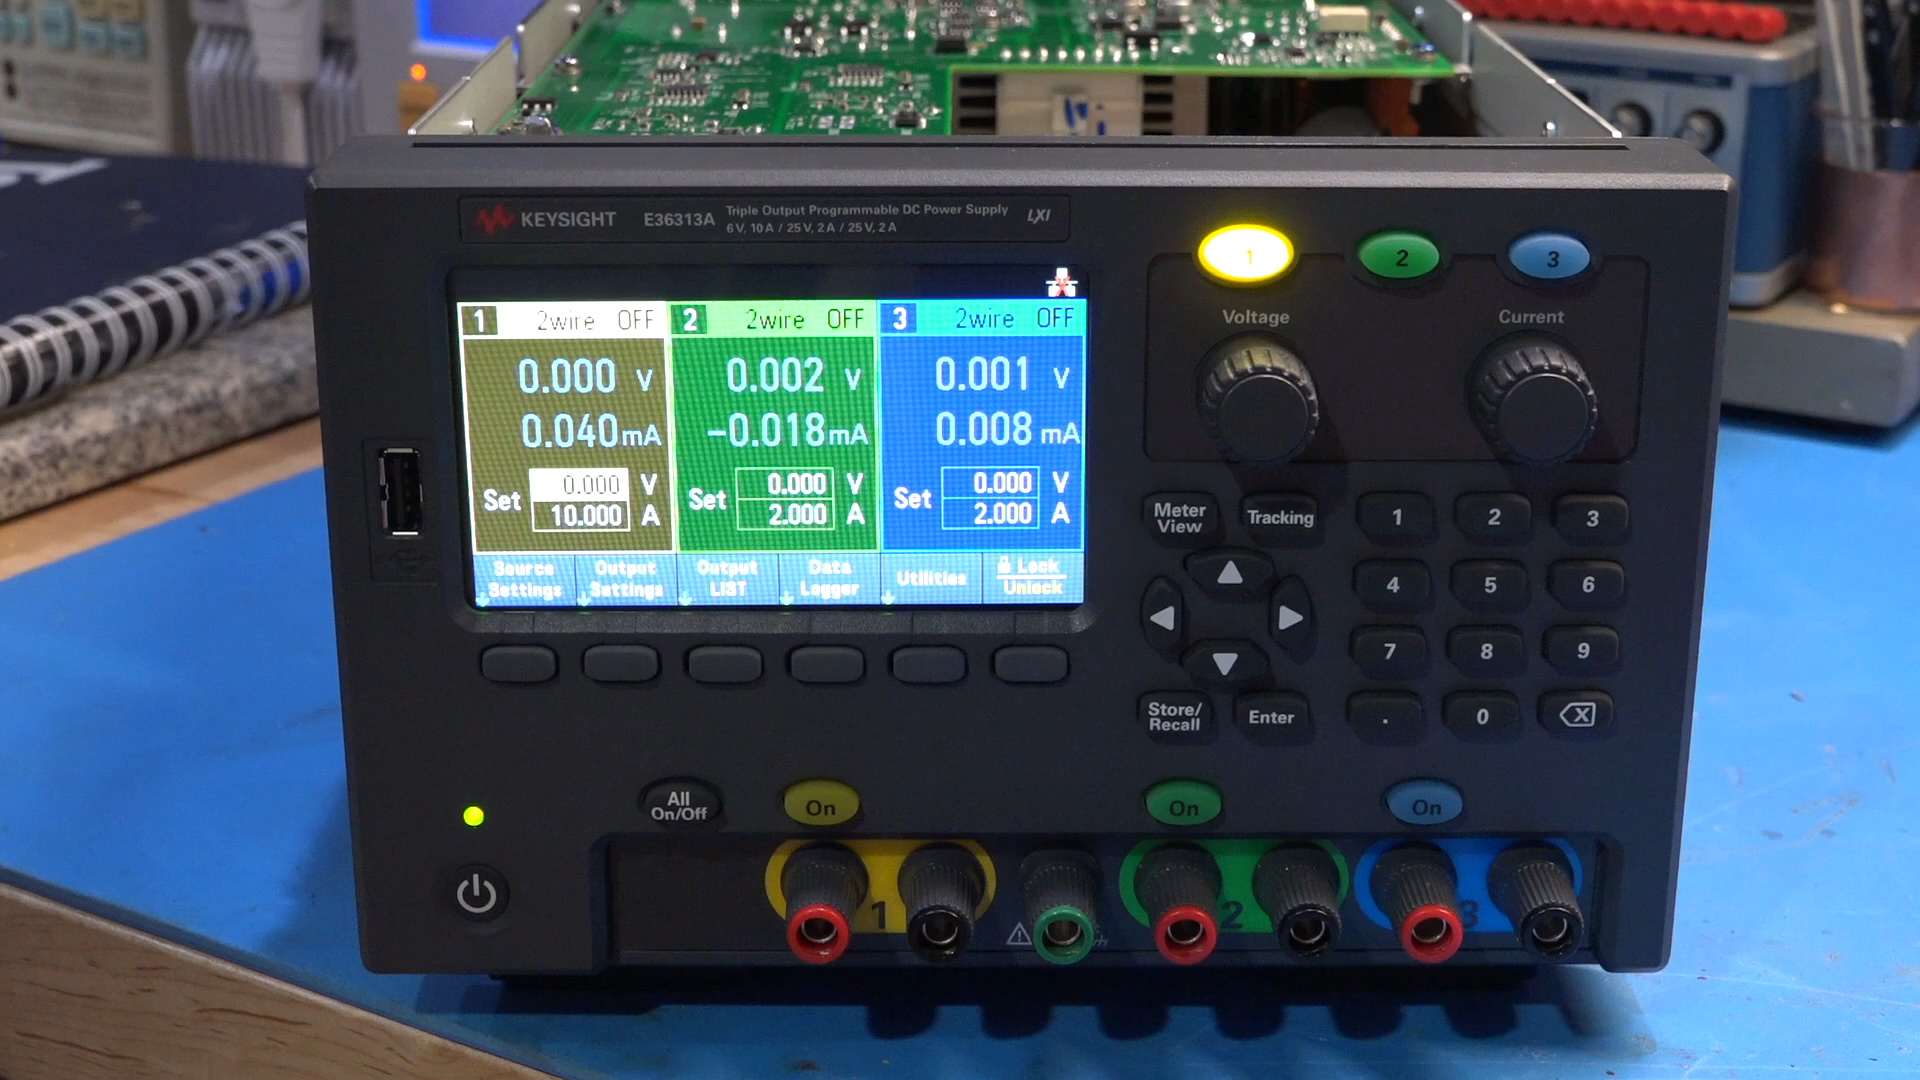 KEYSIGHT E36313A Triple Output Programmable DC Power Supply LXI
6 V, 10 A / 25 V, 2 A / 25 V, 2 A
1 2wire OFF 2 2wire OFF 3 2wire OFF
0.000 V 0.002 V 0.001 V
0.040 mA -0.018 mA 0.008 mA
Set 0.000 V Set 0.000 V Set 0.000 V
10.000 A 2.000 A 2.000 A
Source Settings Output Settings Output LIST Data Logger Utilities Lock Unlock
1 2 3
Voltage Current
Meter View Tracking 1 2 3
4 5 6
7 8 9
Store/Recall Enter . 0
All On/Off On On On
1 2 3